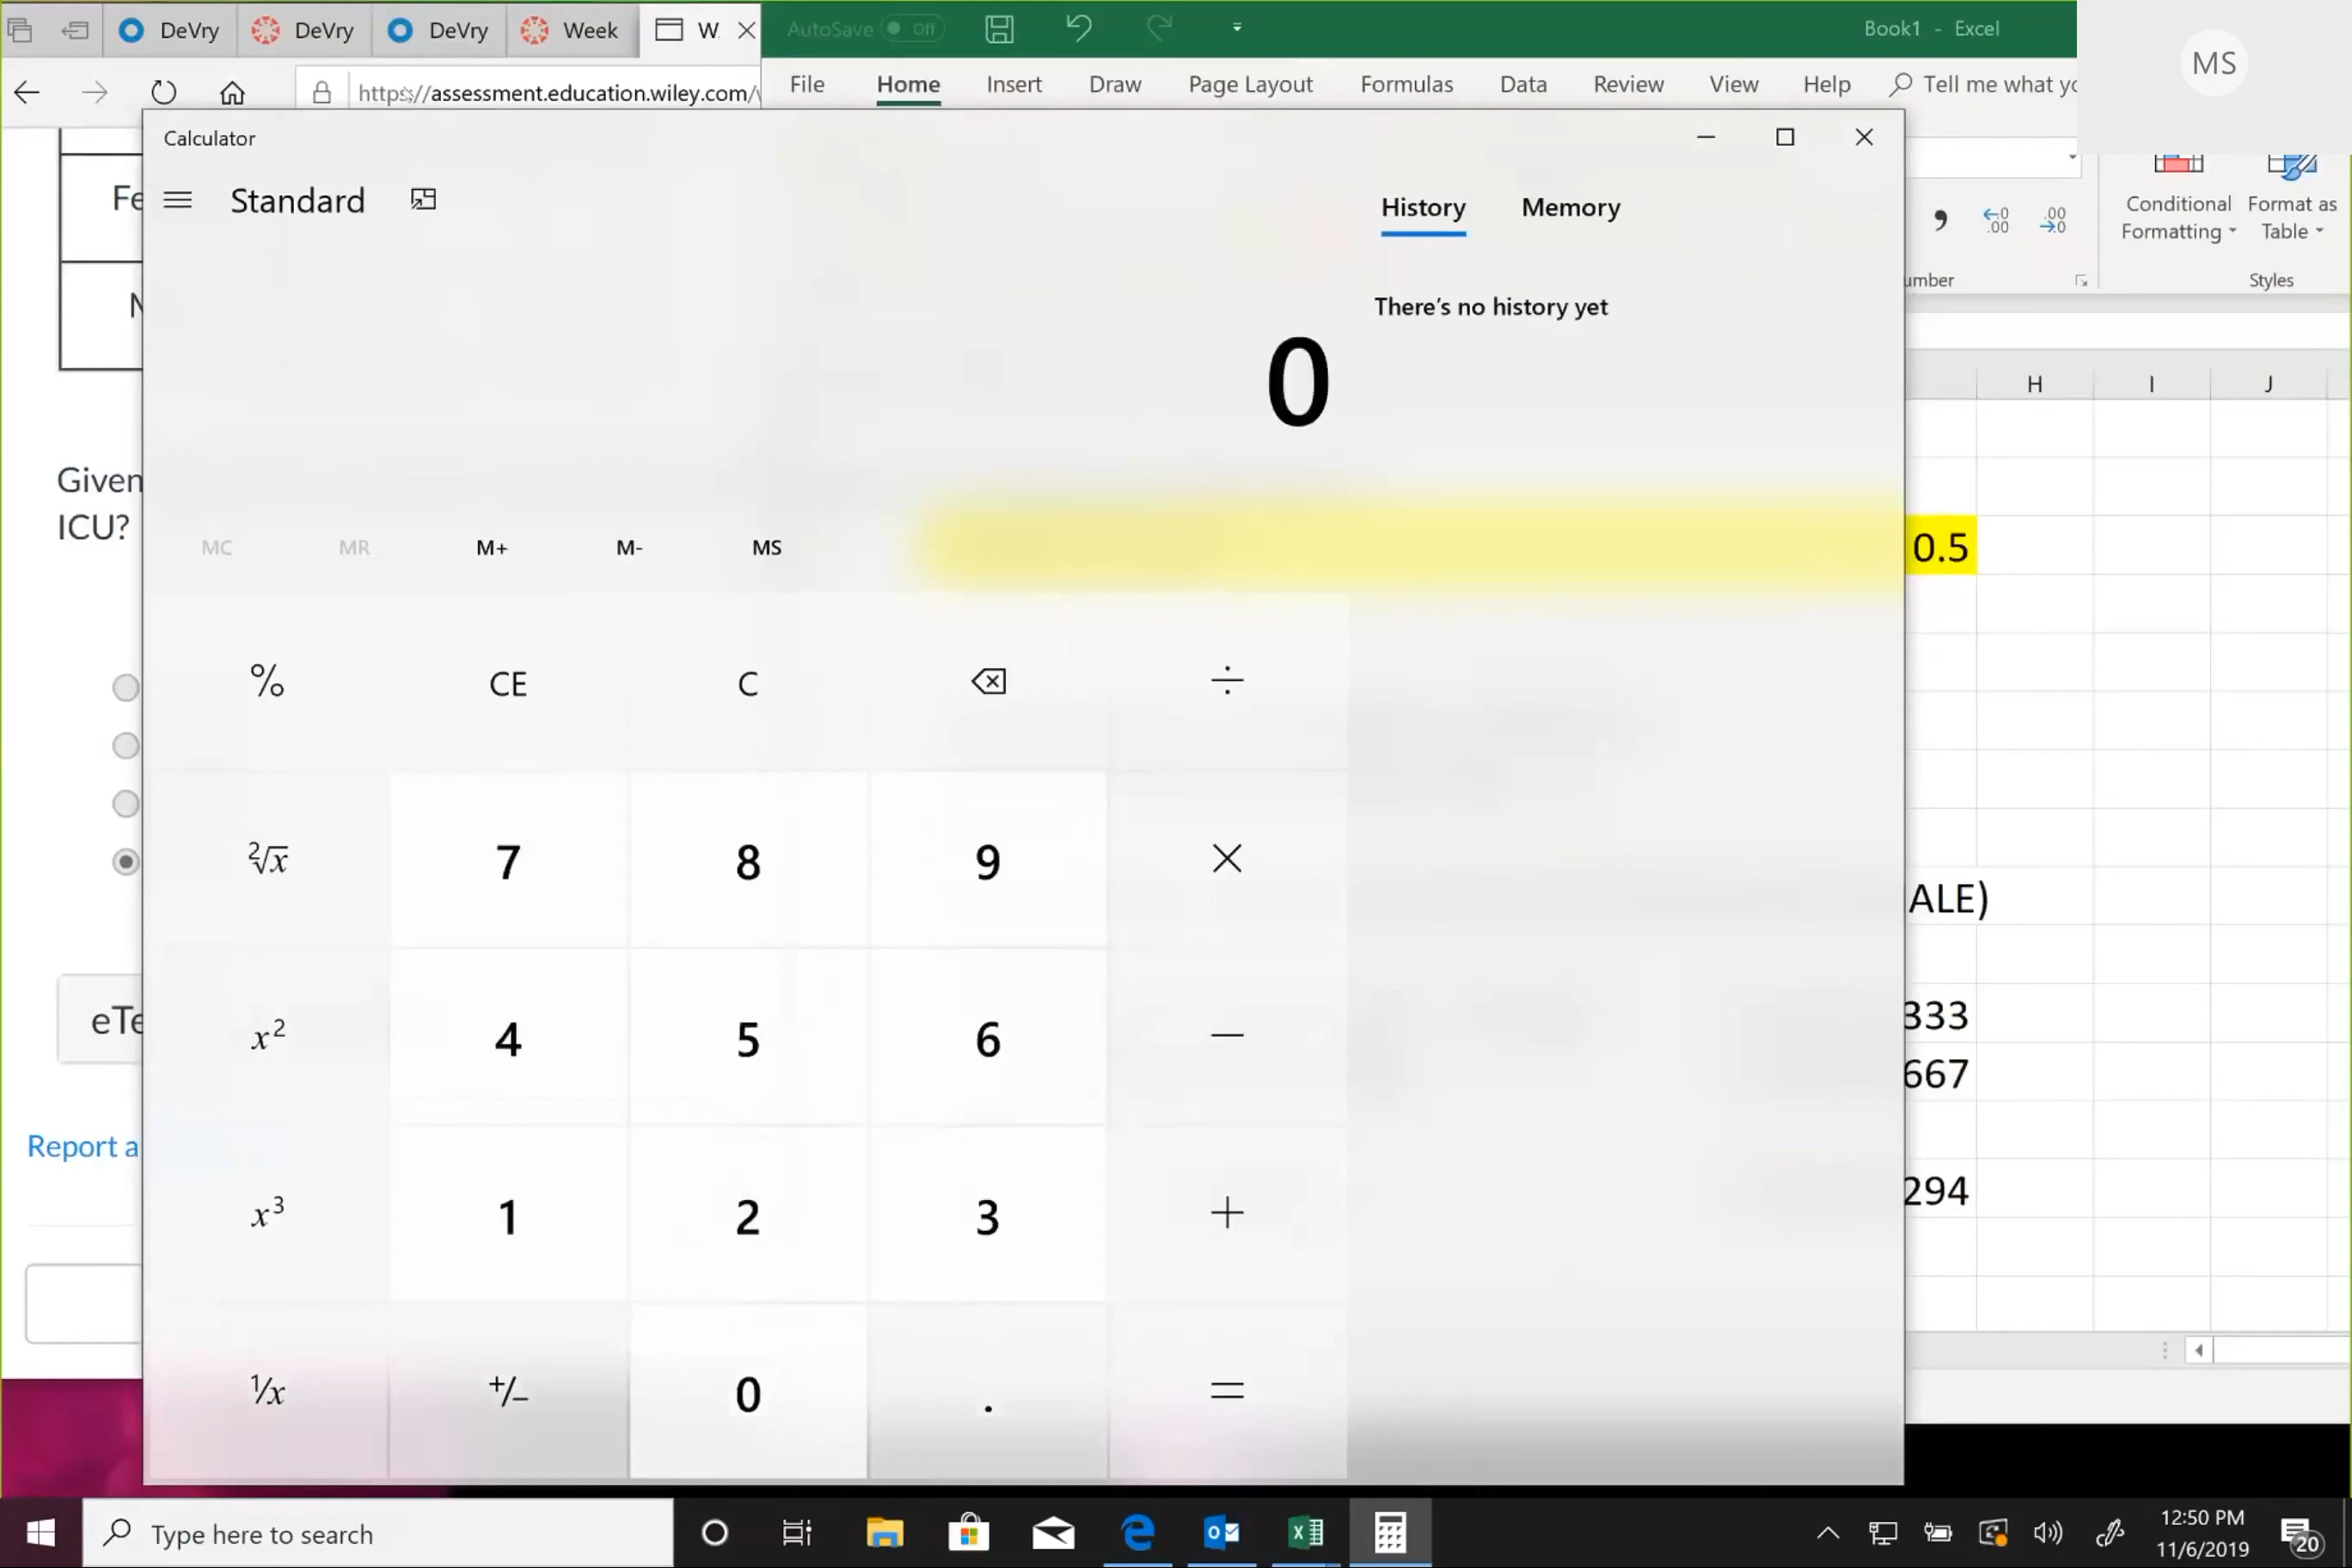 DeVry DeVry DeVry Week W
AutoSave Off Book1 - Excel
MS
https://assessment.education.wiley.com/
File Home Insert Draw Page Layout Formulas Data Review View Help Tell me what
Calculator
Standard
History Memory
There's no history yet
0
Conditional Formatting
Format as Table
Styles
H I J
Given
ICU?
MC MR M+ M- MS
0.5
% CE C ÷
²√x 7 8 9 ×
ALE)
x² 4 5 6 −
333
667
Report a
x³ 1 2 3 +
294
¹/x +/− 0 . =
Type here to search
12:50 PM
11/6/2019
20